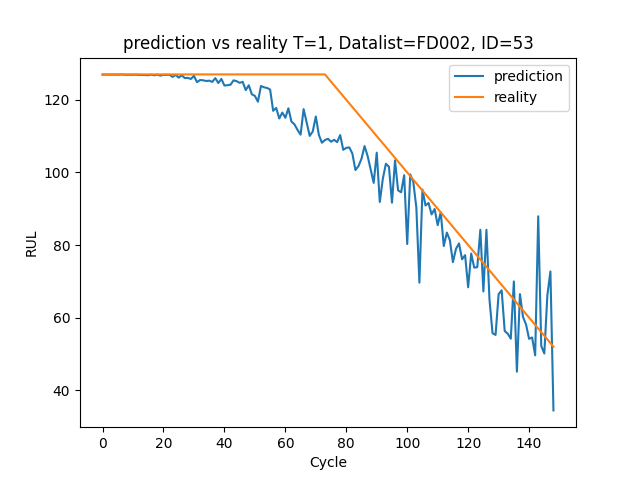 prediction vs reality T=1, Datalist=FD002, ID=53
prediction
reality
120
100
80
60
40
RUL
0 20 40 60 80 100 120 140
Cycle